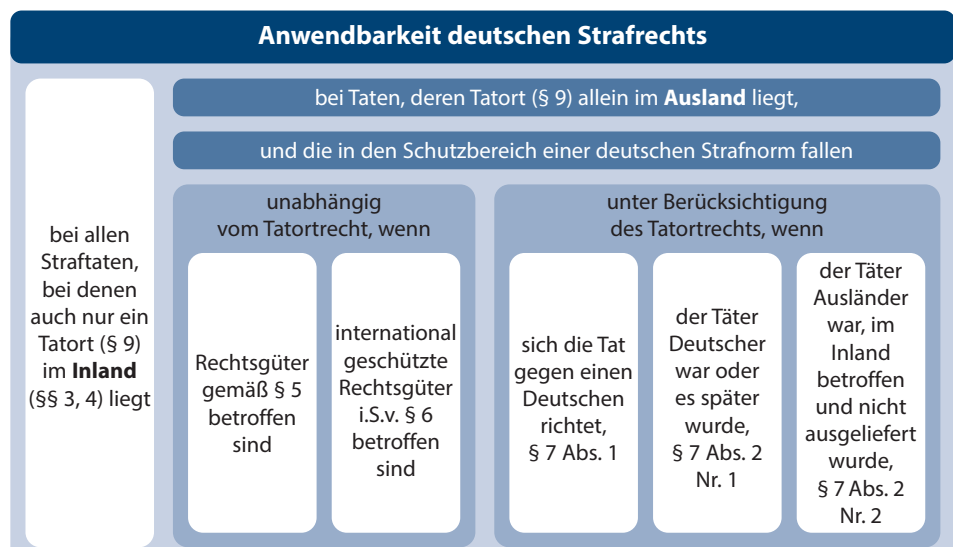 Anwendbarkeit deutschen Strafrechts
bei allen
Straftaten,
bei denen
auch nur ein
Tatort (§ 9)
im Inland
(§§ 3, 4) liegt
bei Taten, deren Tatort (§ 9) allein im Ausland liegt,
und die in den Schutzbereich einer deutschen Strafnorm fallen
unabhängig
vom Tatortrecht, wenn
Rechtsgüter
gemäß § 5
betroffen
sind
international
geschützte
Rechtsgüter
i.S.v. § 6
betroffen
sind
unter Berücksichtigung
des Tatortrechts, wenn
sich die Tat
gegen einen
Deutschen
richtet,
§ 7 Abs. 1
der Täter
Deutscher
war oder
es später
wurde,
§ 7 Abs. 2
Nr. 1
der Täter
Ausländer
war, im
Inland
betroffen
und nicht
ausgeliefert
wurde,
§ 7 Abs. 2
Nr. 2